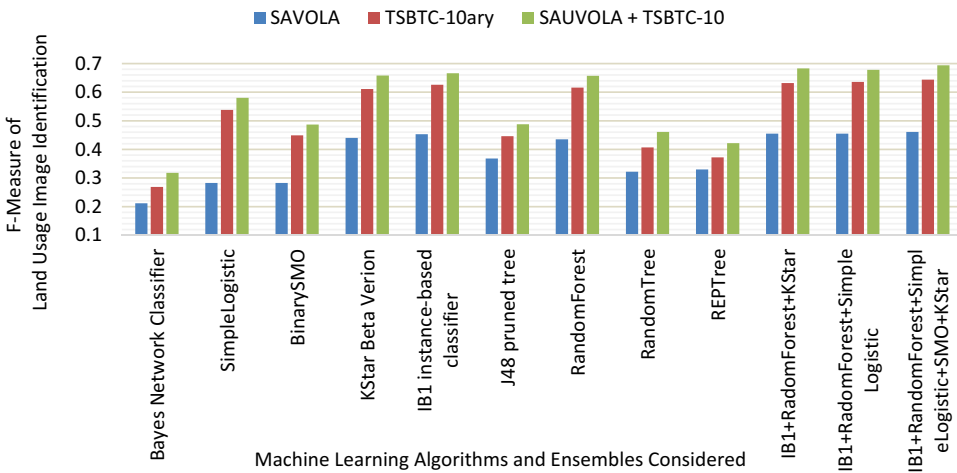 SAVOLA
TSBTC-10ary
SAUVOLA + TSBTC-10
F-Measure of
Land Usage Image Identification
0.7
0.6
0.5
0.4
0.3
0.2
0.1
Bayes Network Classifier
SimpleLogistic
BinarySMO
KStar Beta Verion
IB1 instance-based
classifier
J48 pruned tree
RandomForest
RandomTree
REPTree
IB1+RadomForest+KStar
IB1+RadomForest+Simple
Logistic
IB1+RandomForest+Simpl
eLogistic+SMO+KStar
Machine Learning Algorithms and Ensembles Considered